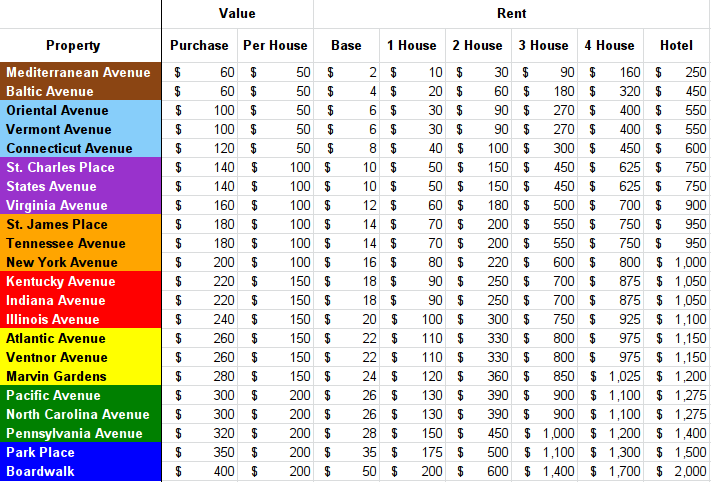 Value Rent
Property Purchase Per House Base 1 House 2 House 3 House 4 House Hotel
Mediterranean Avenue $ 60 $ 50 $ 2 $ 10 $ 30 $ 90 $ 160 $ 250
Baltic Avenue $ 60 $ 50 $ 4 $ 20 $ 60 $ 180 $ 320 $ 450
Oriental Avenue $ 100 $ 50 $ 6 $ 30 $ 90 $ 270 $ 400 $ 550
Vermont Avenue $ 100 $ 50 $ 6 $ 30 $ 90 $ 270 $ 400 $ 550
Connecticut Avenue $ 120 $ 50 $ 8 $ 40 $ 100 $ 300 $ 450 $ 600
St. Charles Place $ 140 $ 100 $ 10 $ 50 $ 150 $ 450 $ 625 $ 750
States Avenue $ 140 $ 100 $ 10 $ 50 $ 150 $ 450 $ 625 $ 750
Virginia Avenue $ 160 $ 100 $ 12 $ 60 $ 180 $ 500 $ 700 $ 900
St. James Place $ 180 $ 100 $ 14 $ 70 $ 200 $ 550 $ 750 $ 950
Tennessee Avenue $ 180 $ 100 $ 14 $ 70 $ 200 $ 550 $ 750 $ 950
New York Avenue $ 200 $ 100 $ 16 $ 80 $ 220 $ 600 $ 800 $ 1,000
Kentucky Avenue $ 220 $ 150 $ 18 $ 90 $ 250 $ 700 $ 875 $ 1,050
Indiana Avenue $ 220 $ 150 $ 18 $ 90 $ 250 $ 700 $ 875 $ 1,050
Illinois Avenue $ 240 $ 150 $ 20 $ 100 $ 300 $ 750 $ 925 $ 1,100
Atlantic Avenue $ 260 $ 150 $ 22 $ 110 $ 330 $ 800 $ 975 $ 1,150
Ventnor Avenue $ 260 $ 150 $ 22 $ 110 $ 330 $ 800 $ 975 $ 1,150
Marvin Gardens $ 280 $ 150 $ 24 $ 120 $ 360 $ 850 $ 1,025 $ 1,200
Pacific Avenue $ 300 $ 200 $ 26 $ 130 $ 390 $ 900 $ 1,100 $ 1,275
North Carolina Avenue $ 300 $ 200 $ 26 $ 130 $ 390 $ 900 $ 1,100 $ 1,275
Pennsylvania Avenue $ 320 $ 200 $ 28 $ 150 $ 450 $ 1,000 $ 1,200 $ 1,400
Park Place $ 350 $ 200 $ 35 $ 175 $ 500 $ 1,100 $ 1,300 $ 1,500
Boardwalk $ 400 $ 200 $ 50 $ 200 $ 600 $ 1,400 $ 1,700 $ 2,000